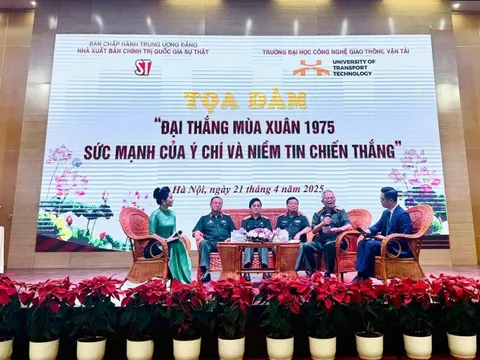 BAN CHẤP HÀNH TRUNG ƯƠNG ĐẢNG
NHÀ XUẤT BẢN CHÍNH TRỊ QUỐC GIA SỰ THẬT
ST
TRƯỜNG ĐẠI HỌC CÔNG NGHỆ GIAO THÔNG VẬN TẢI
UNIVERSITY OF
TRANSPORT
TECHNOLOGY
TỌA ĐÀM
"ĐẠI THẮNG MÙA XUÂN 1975
SỨC MẠNH CỦA Ý CHÍ VÀ NIỀM TIN CHIẾN THẮNG"
Hà Nội, ngày 21 tháng 4 năm 2025